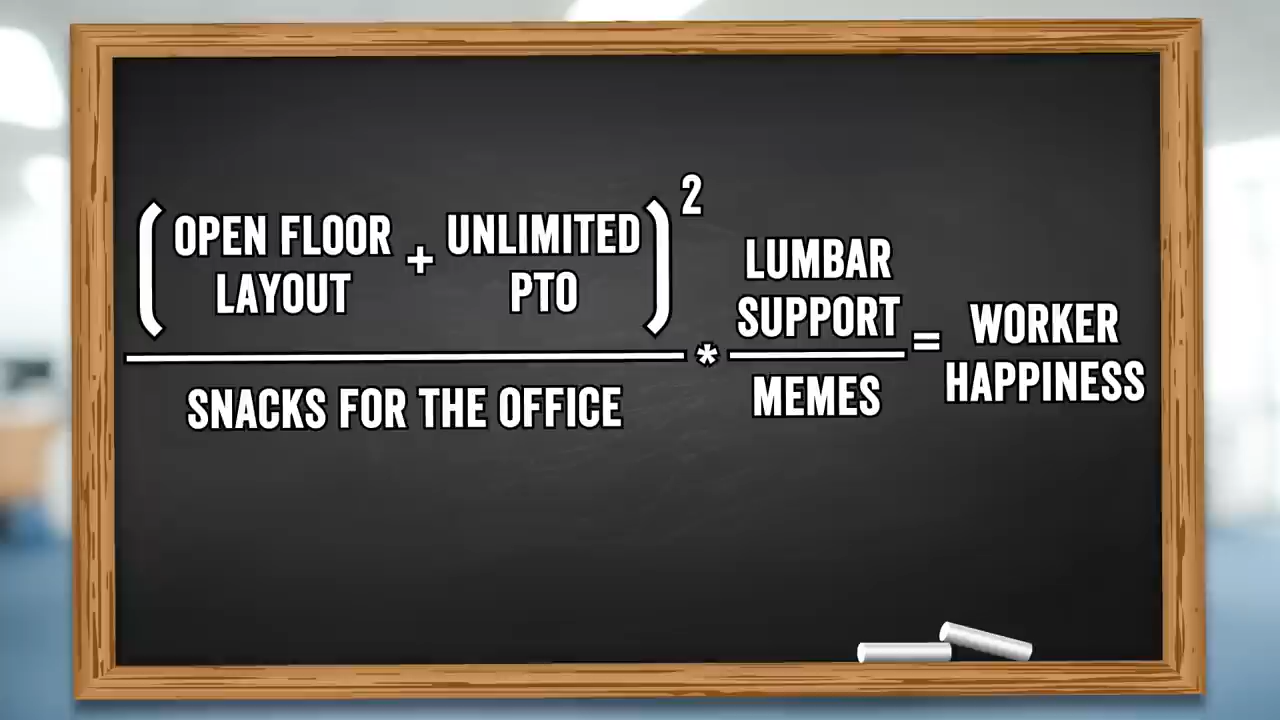 ( OPEN FLOOR LAYOUT + UNLIMITED PTO )2
SNACKS FOR THE OFFICE
*
LUMBAR SUPPORT
MEMES
=
WORKER HAPPINESS